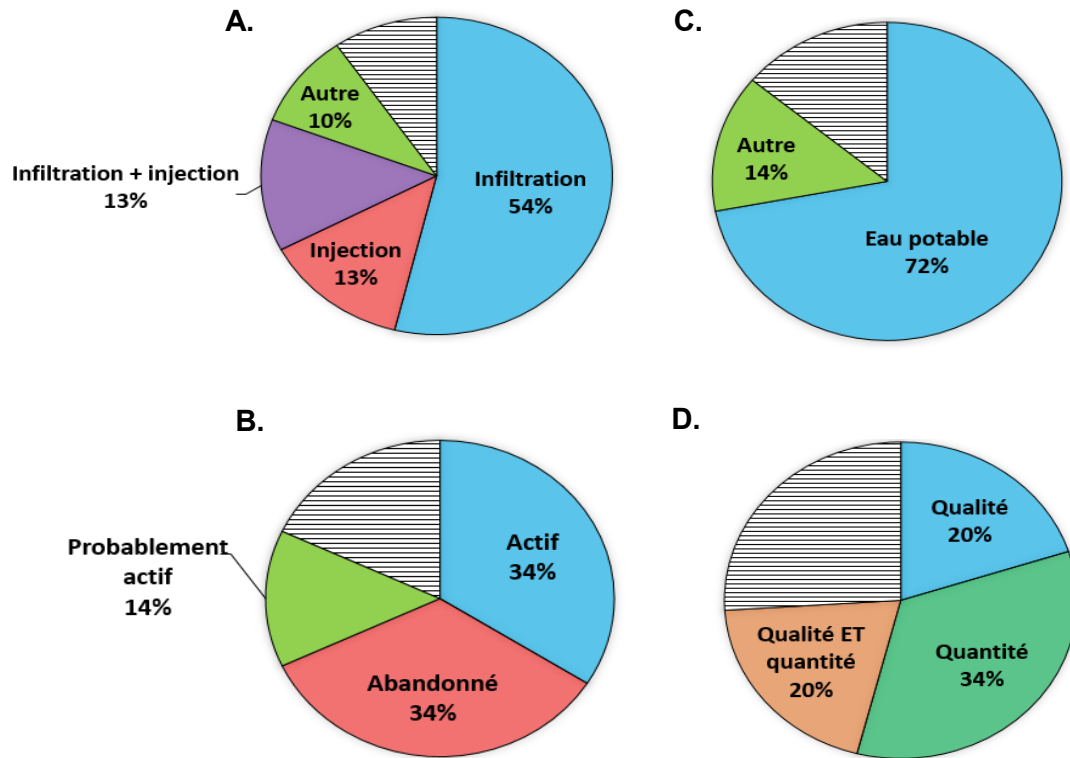 A.
Autre
10%
Infiltration + injection
13%
Infiltration
54%
Injection
13%
C.
Autre
14%
Eau potable
72%
B.
Probablement
actif
14%
Actif
34%
Abandonné
34%
D.
Qualité
20%
Qualité ET
quantité
20%
Quantité
34%